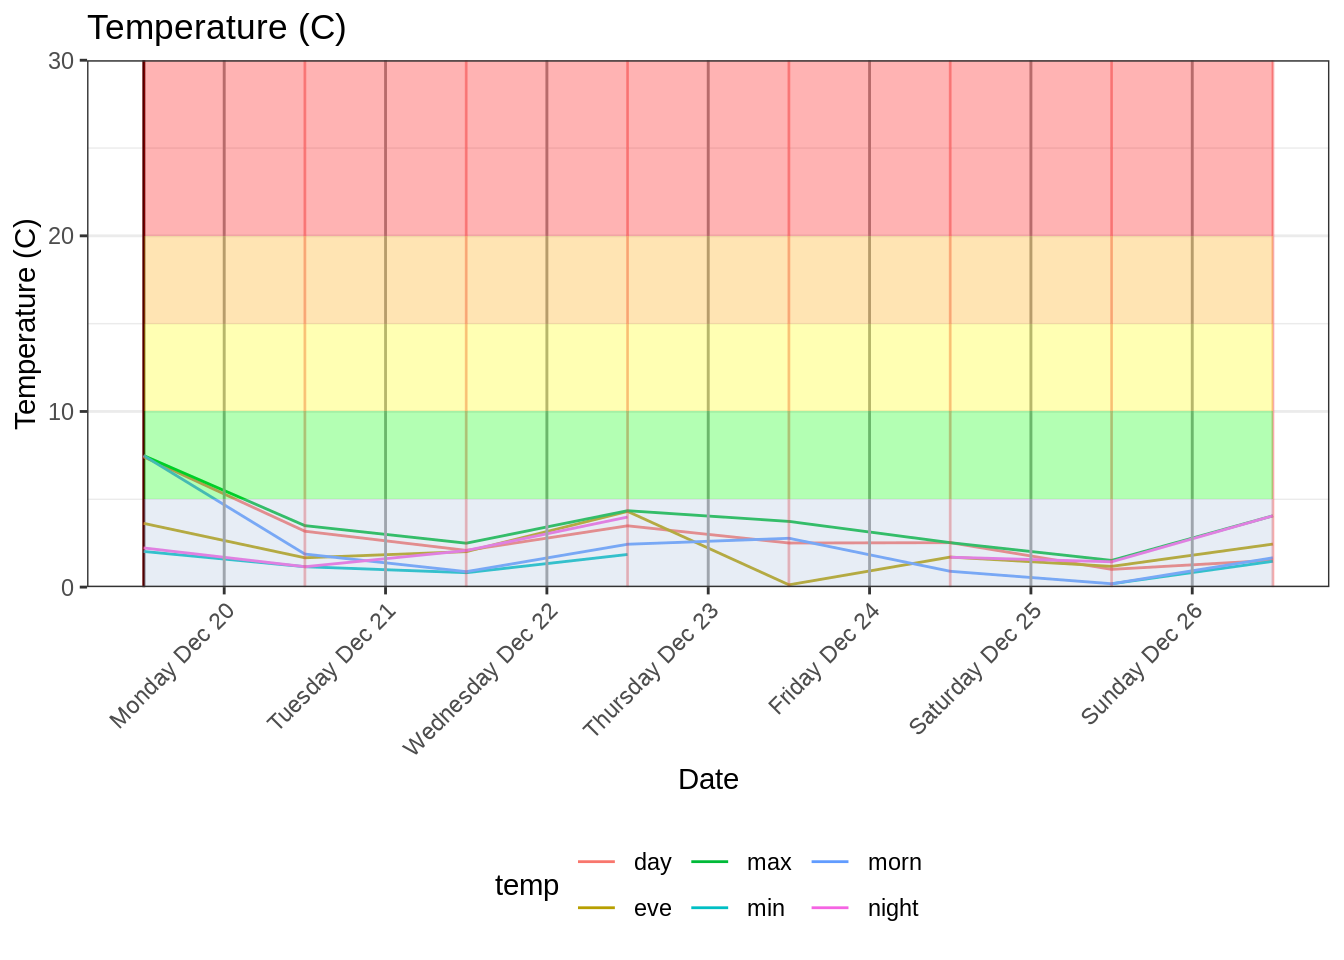 Temperature (C)
Temperature (C)
30
20
10
0
Monday Dec 20
Tuesday Dec 21
Wednesday Dec 22
Thursday Dec 23
Friday Dec 24
Saturday Dec 25
Sunday Dec 26
Date
temp
day max morn
eve min night